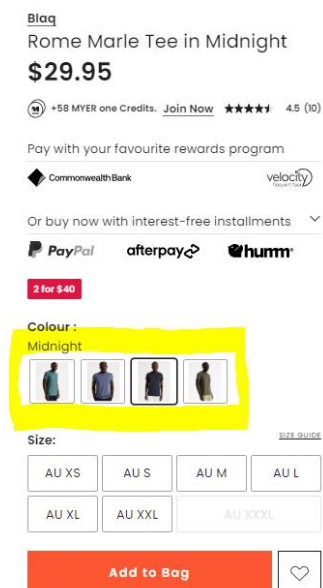 Blaq
Rome Marle Tee in Midnight
$29.95
+58 MYER one Credits. Join Now 4.5 (10)
Pay with your favourite rewards program
CommonwealthBank velocity
Or buy now with interest-free installments
PayPal afterpay humm
2 for $40
Colour :
Midnight
Size: SIZE GUIDE
AU XS AU S AU M AU L
AU XL AU XXL AU XXXL
Add to Bag